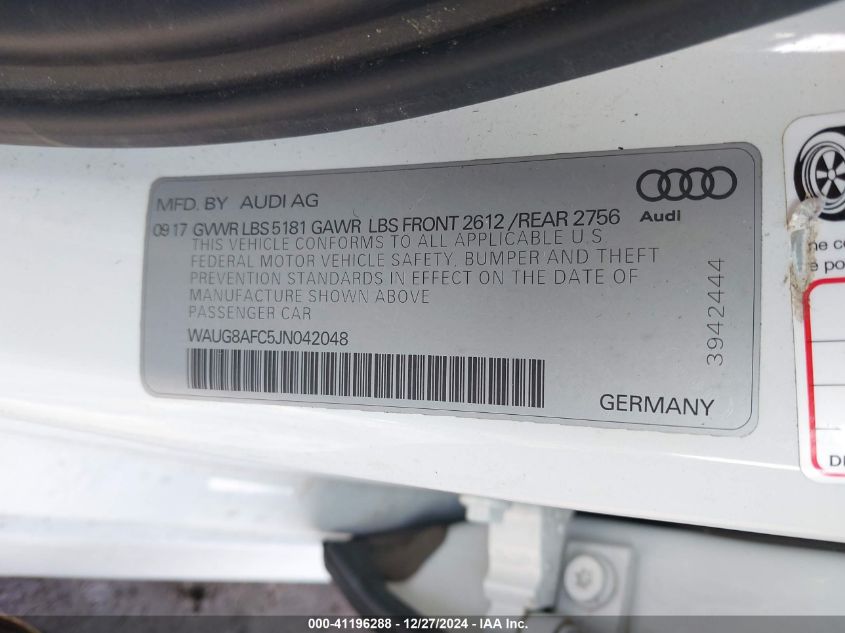 MFD. BY AUDI AG
Audi
09 17 GVWR LBS 5181 GAWR LBS FRONT 2612 /REAR 2756
THIS VEHICLE CONFORMS TO ALL APPLICABLE U.S
FEDERAL MOTOR VEHICLE SAFETY, BUMPER AND THEFT
PREVENTION STANDARDS IN EFFECT ON THE DATE OF
MANUFACTURE SHOWN ABOVE
PASSENGER CAR
WAUG8AFC5JN042048
3942444
GERMANY
000-41196288 - 12/27/2024 - IAA Inc.